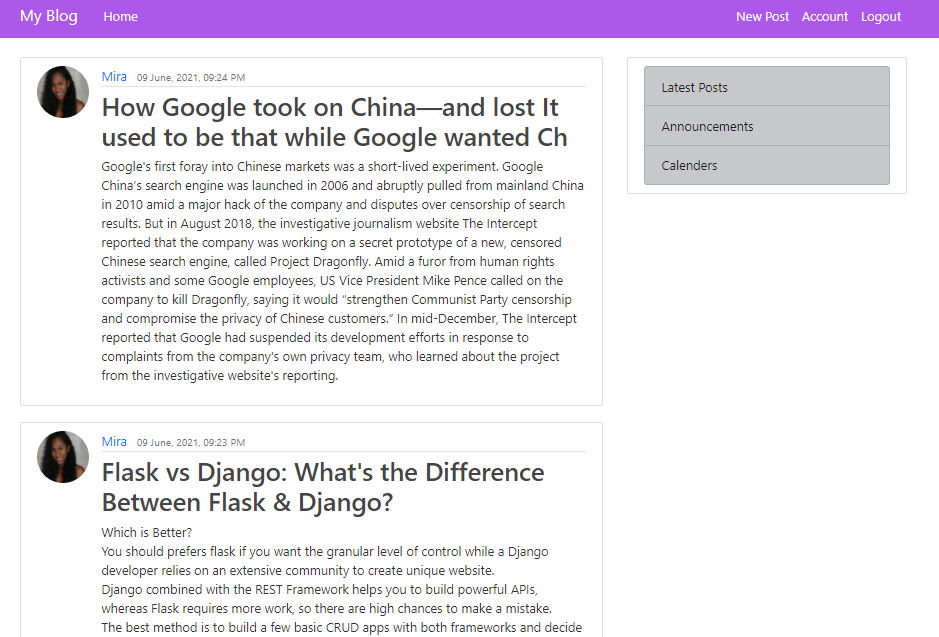 My Blog Home New Post Account Logout
Mira 09 June, 2021, 09:24 PM
How Google took on China—and lost It
used to be that while Google wanted Ch
Google's first foray into Chinese markets was a short-lived experiment. Google
China’s search engine was launched in 2006 and abruptly pulled from mainland China
in 2010 amid a major hack of the company and disputes over censorship of search
results. But in August 2018, the investigative journalism website The Intercept
reported that the company was working on a secret prototype of a new, censored
Chinese search engine, called Project Dragonfly. Amid a furor from human rights
activists and some Google employees, US Vice President Mike Pence called on the
company to kill Dragonfly, saying it would “strengthen Communist Party censorship
and compromise the privacy of Chinese customers.” In mid-December, The Intercept
reported that Google had suspended its development efforts in response to
complaints from the company's own privacy team, who learned about the project
from the investigative website's reporting.
Latest Posts
Announcements
Calenders
Mira 09 June, 2021, 09:23 PM
Flask vs Django: What's the Difference
Between Flask & Django?
Which is Better?
You should prefers flask if you want the granular level of control while a Django
developer relies on an extensive community to create unique website.
Django combined with the REST Framework helps you to build powerful APIs,
whereas Flask requires more work, so there are high chances to make a mistake.
The best method is to build a few basic CRUD apps with both frameworks and decide